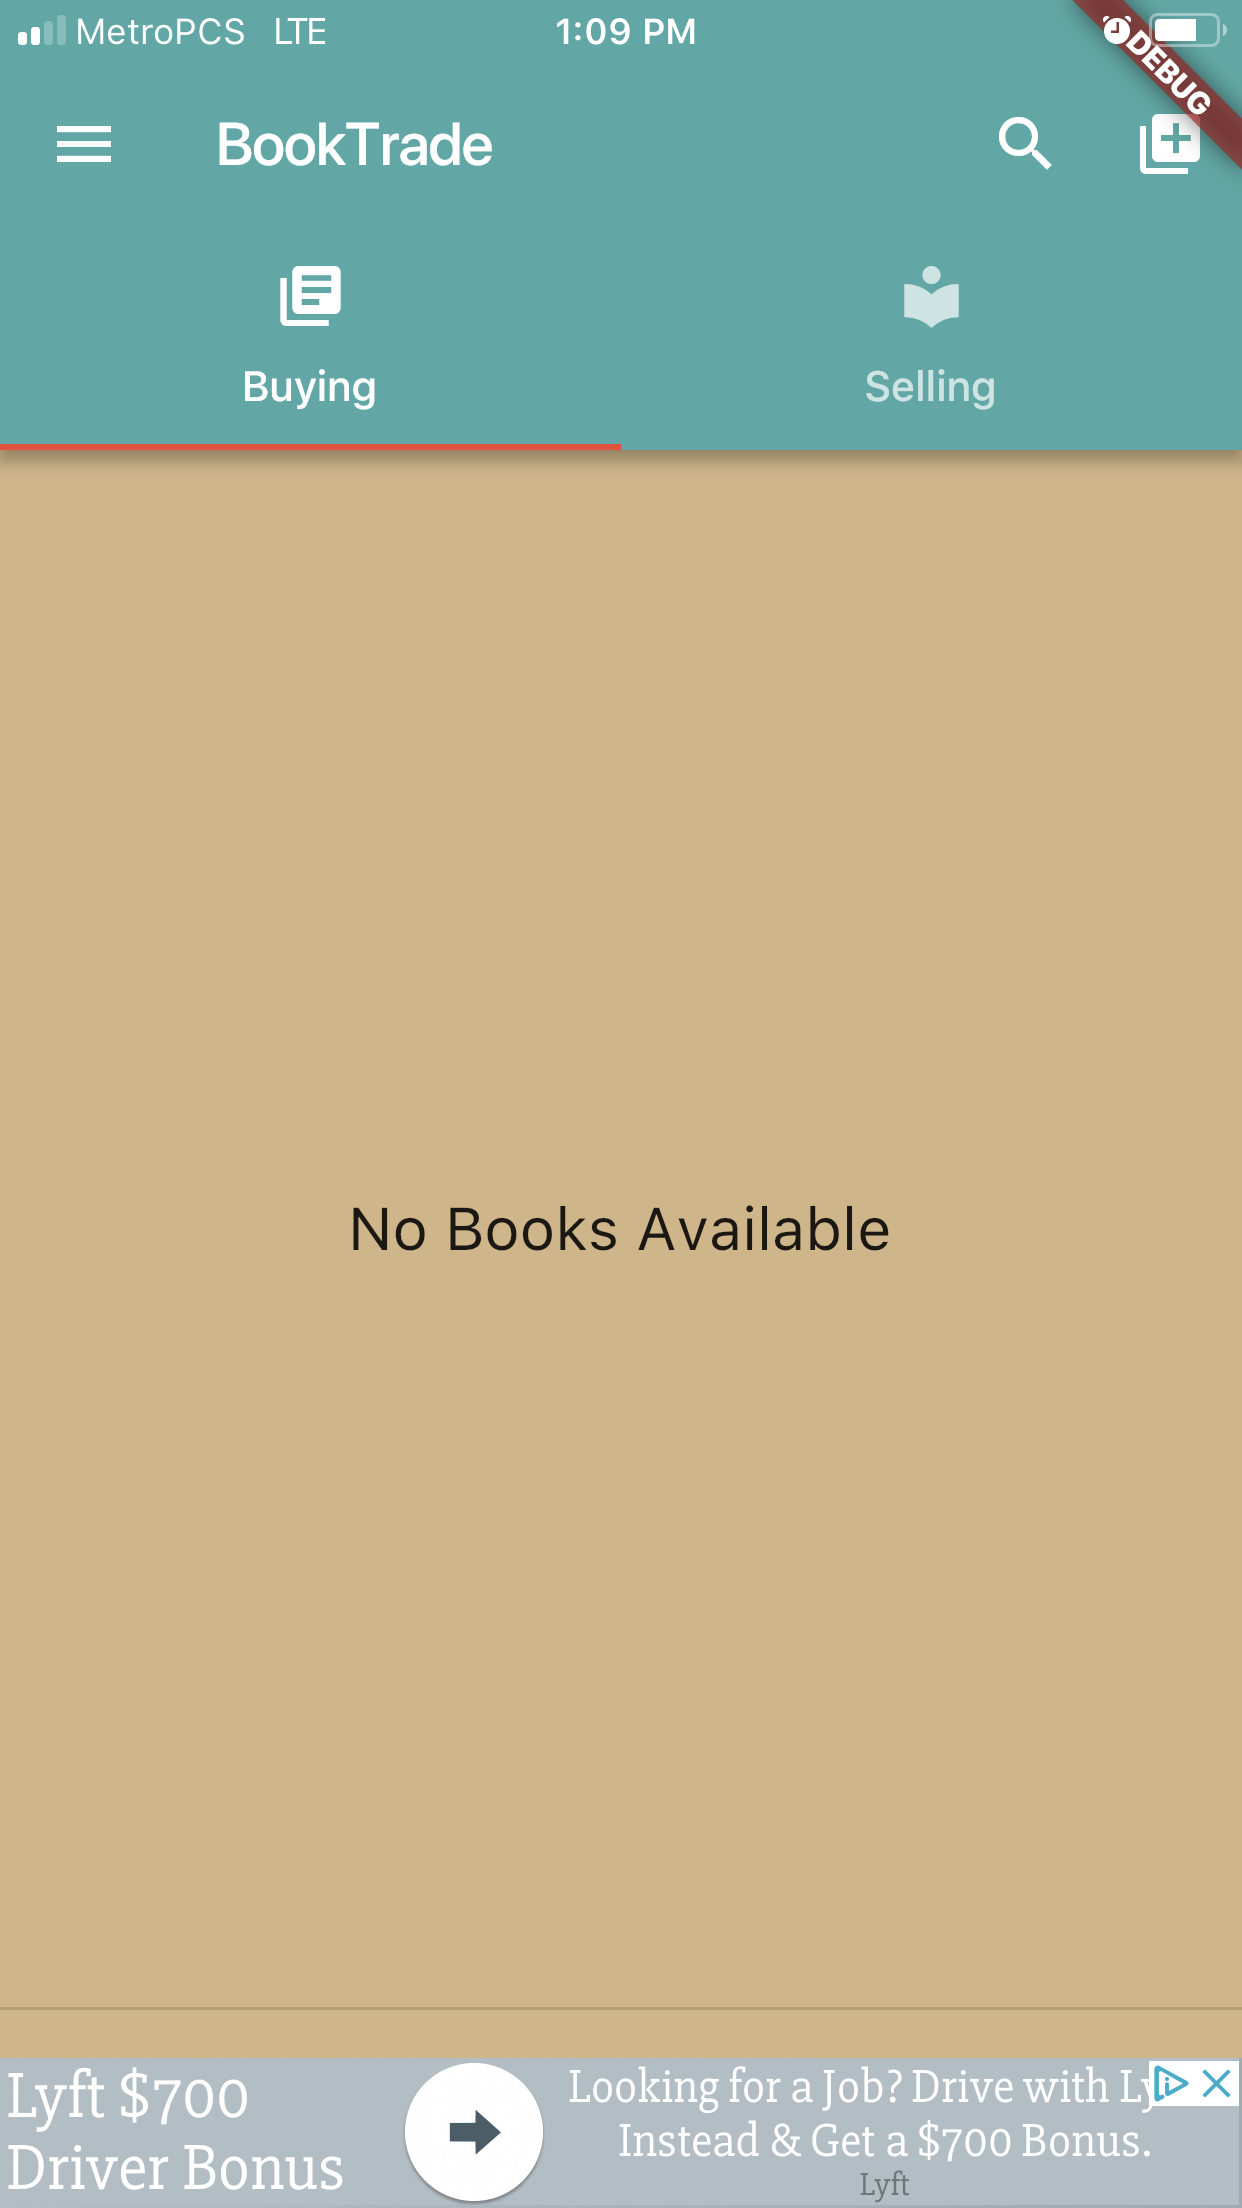 MetroPCS LTE 1:09 PM
DEBUG
BookTrade
Buying Selling
No Books Available
Lyft $700
Driver Bonus
Looking for a Job? Drive with Ly
Instead & Get a $700 Bonus.
Lyft